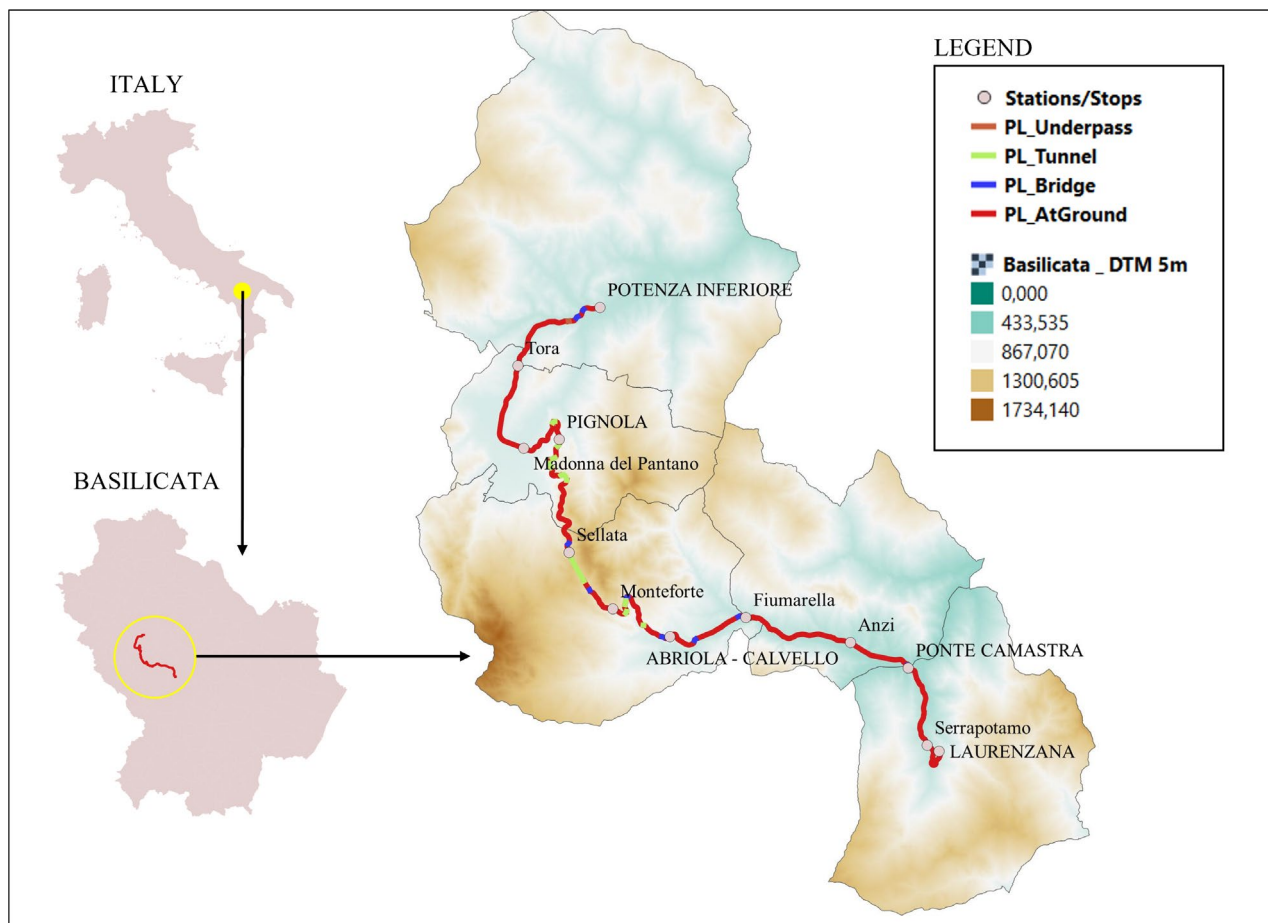 ITALY
BASILICATA
LEGEND
Stations/Stops
PL_Underpass
PL_Tunnel
PL_Bridge
PL_AtGround
Basilicata _ DTM 5m
0,000
433,535
867,070
1300,605
1734,140
POTENZA INFERIORE
Tora
PIGNOLA
Madonna del Pantano
Sellata
Monteforte
Fiumarella
ABRIOLA - CALVELLO
Anzi
PONTE CAMASTRA
Serrapotamo
LAURENZANA